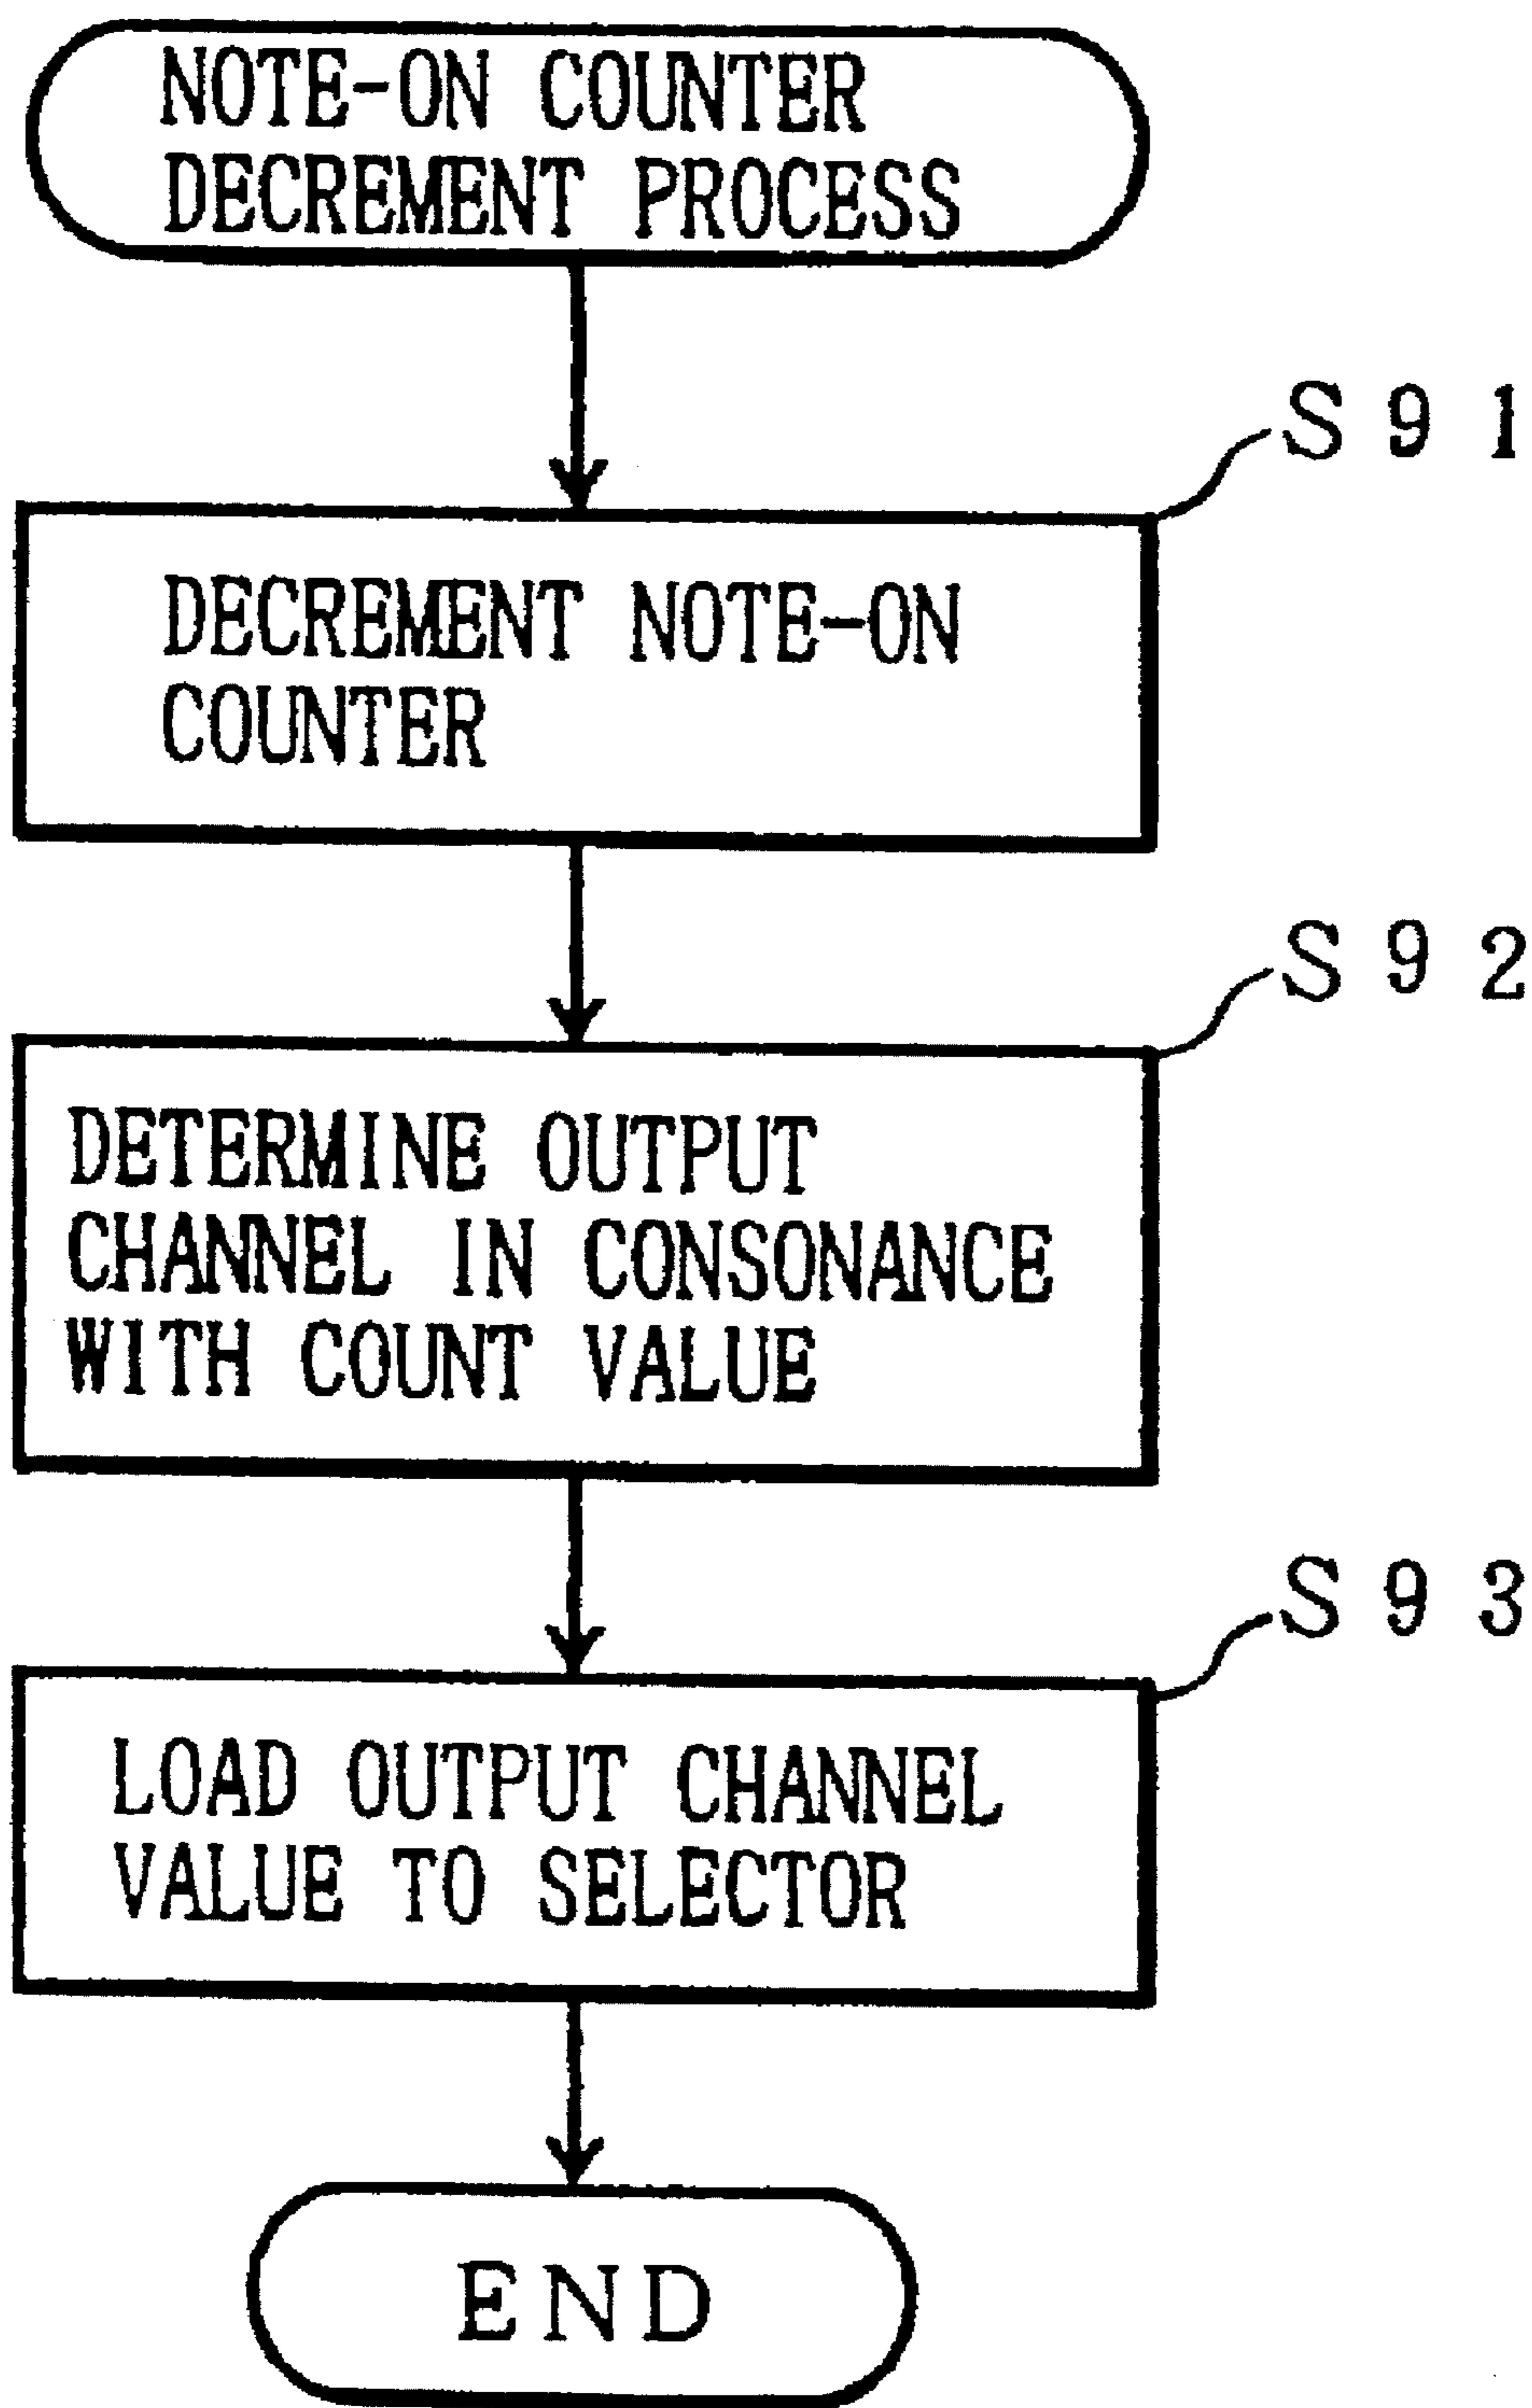 NOTE-ON COUNTER
DECREMENT PROCESS
S91
DECREMENT NOTE-ON
COUNTER
S92
DETERMINE OUTPUT
CHANNEL IN CONSONANCE
WITH COUNT VALUE
S93
LOAD OUTPUT CHANNEL
VALUE TO SELECTOR
END